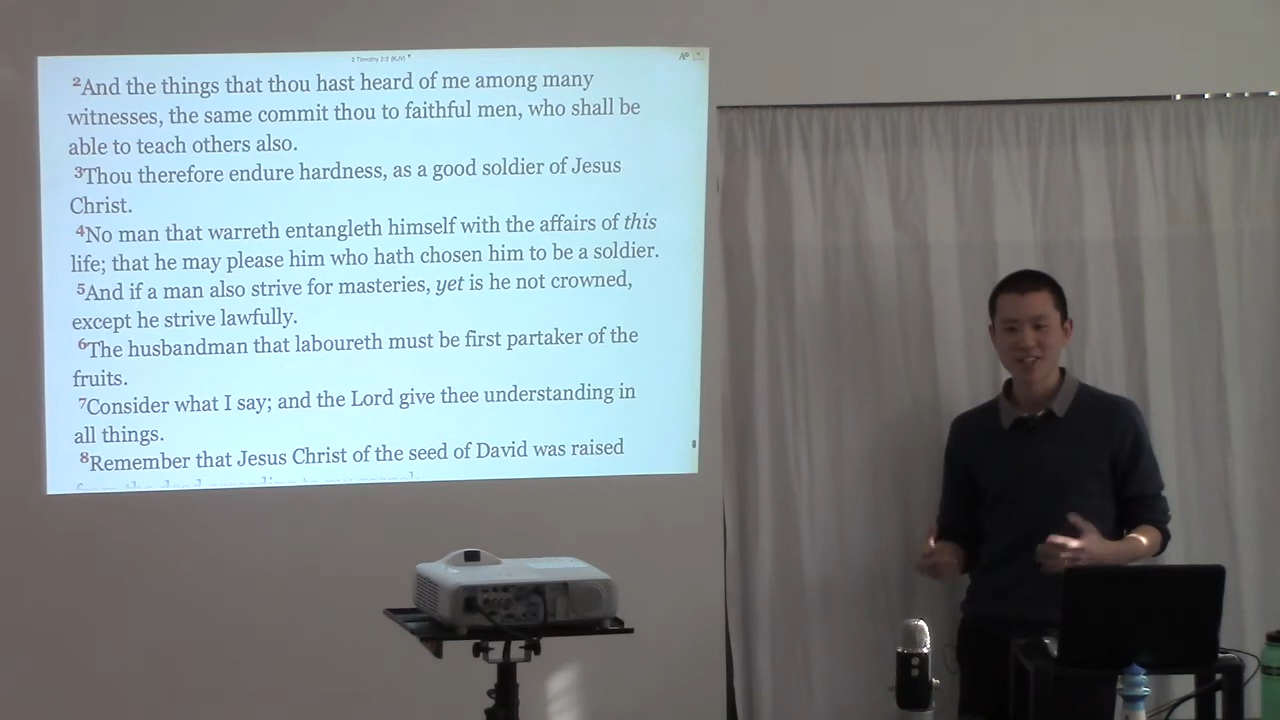 2 Timothy 2:2 (KJV)
2And the things that thou hast heard of me among many
witnesses, the same commit thou to faithful men, who shall be
able to teach others also.
3Thou therefore endure hardness, as a good soldier of Jesus
Christ.
4No man that warreth entangleth himself with the affairs of this
life; that he may please him who hath chosen him to be a soldier.
5And if a man also strive for masteries, yet is he not crowned,
except he strive lawfully.
6The husbandman that laboureth must be first partaker of the
fruits.
7Consider what I say; and the Lord give thee understanding in
all things.
8Remember that Jesus Christ of the seed of David was raised